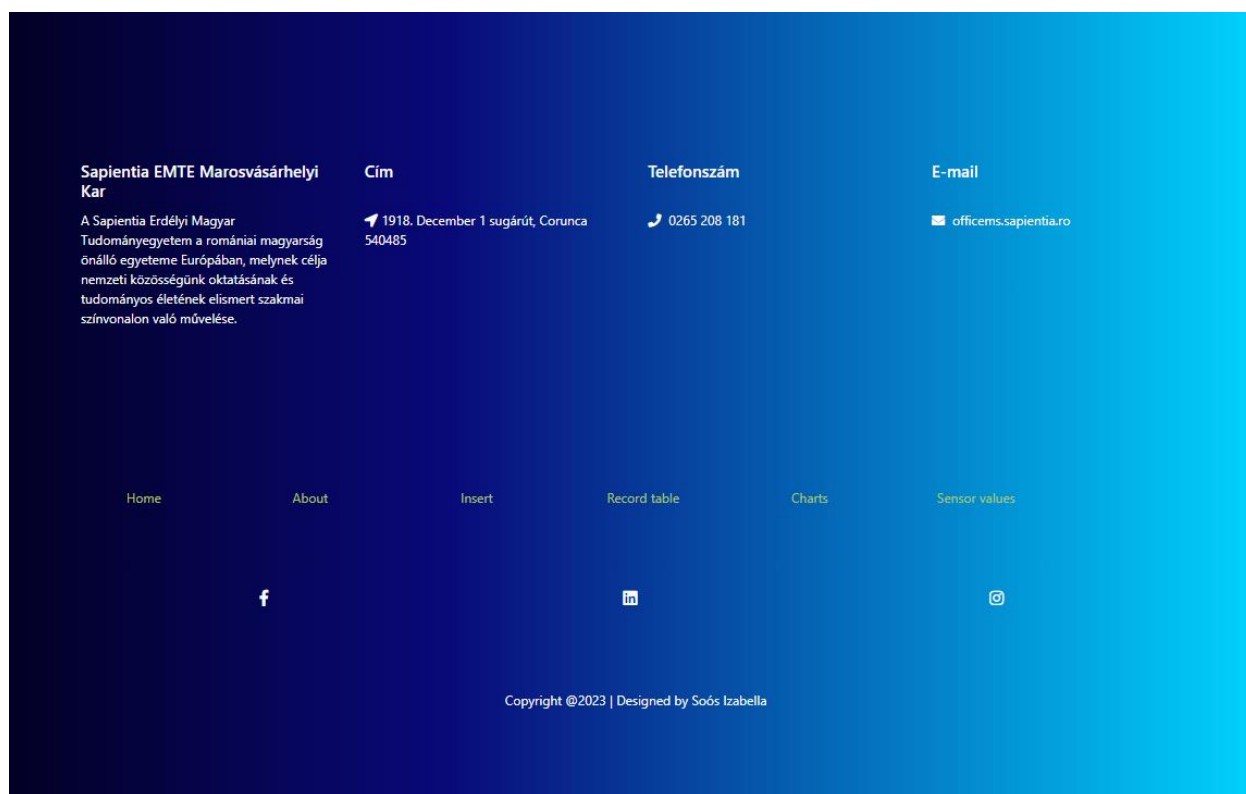 Sapientia EMTE Marosvásárhelyi
Kar
A Sapientia Erdélyi Magyar
Tudományegyetem a romániai magyarság
önálló egyeteme Európában, melynek célja
nemzeti közösségünk oktatásának és
tudományos életének elismert szakmai
színvonalon való művelése.
Cím
1918. December 1 sugárút, Corunca
540485
Telefonszám
0265 208 181
E-mail
officems.sapientia.ro
Home About Insert Record table Charts Sensor values
Copyright @2023 | Designed by Soós Izabella